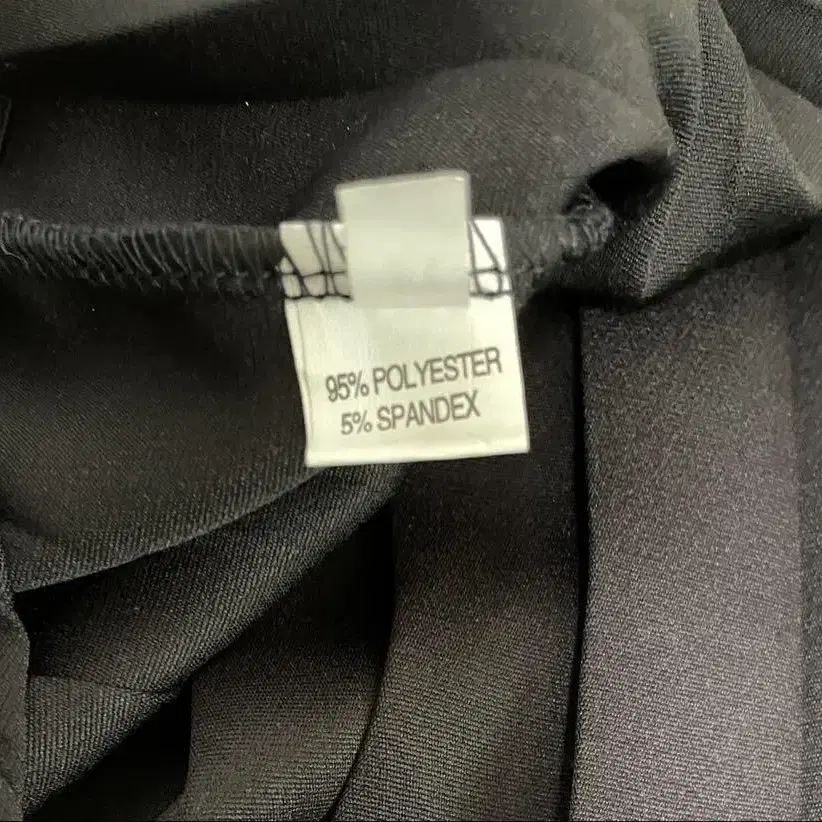 95% POLYESTER
5% SPANDEX